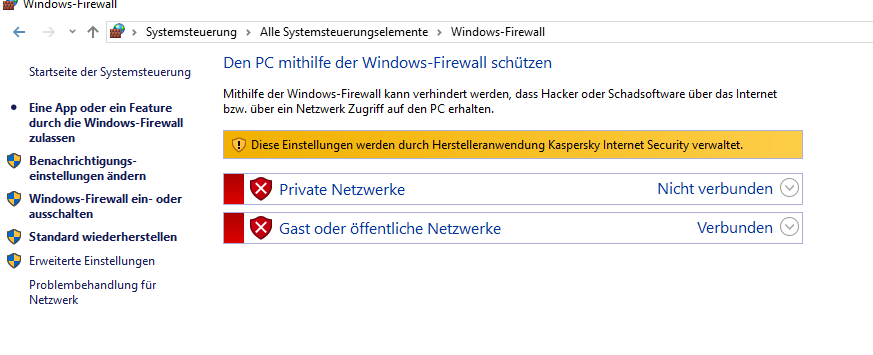 Windows-Firewall
Systemsteuerung
Alle Systemsteuerungselemente
Windows-Firewall
Startseite der Systemsteuerung
Eine App oder ein Feature
durch die Windows-Firewall
zulassen
Benachrichtigungs-
einstellungen ändern
Windows-Firewall ein- oder
ausschalten
Standard wiederherstellen
Erweiterte Einstellungen
Problembehandlung für
Netzwerk
Den PC mithilfe der Windows-Firewall schützen
Mithilfe der Windows-Firewall kann verhindert werden, dass Hacker oder Schadsoftware über das Internet
bzw. über ein Netzwerk Zugriff auf den PC erhalten.
Diese Einstellungen werden durch Herstelleranwendung Kaspersky Internet Security verwaltet.
Private Netzwerke Nicht verbunden
Gast oder öffentliche Netzwerke Verbunden